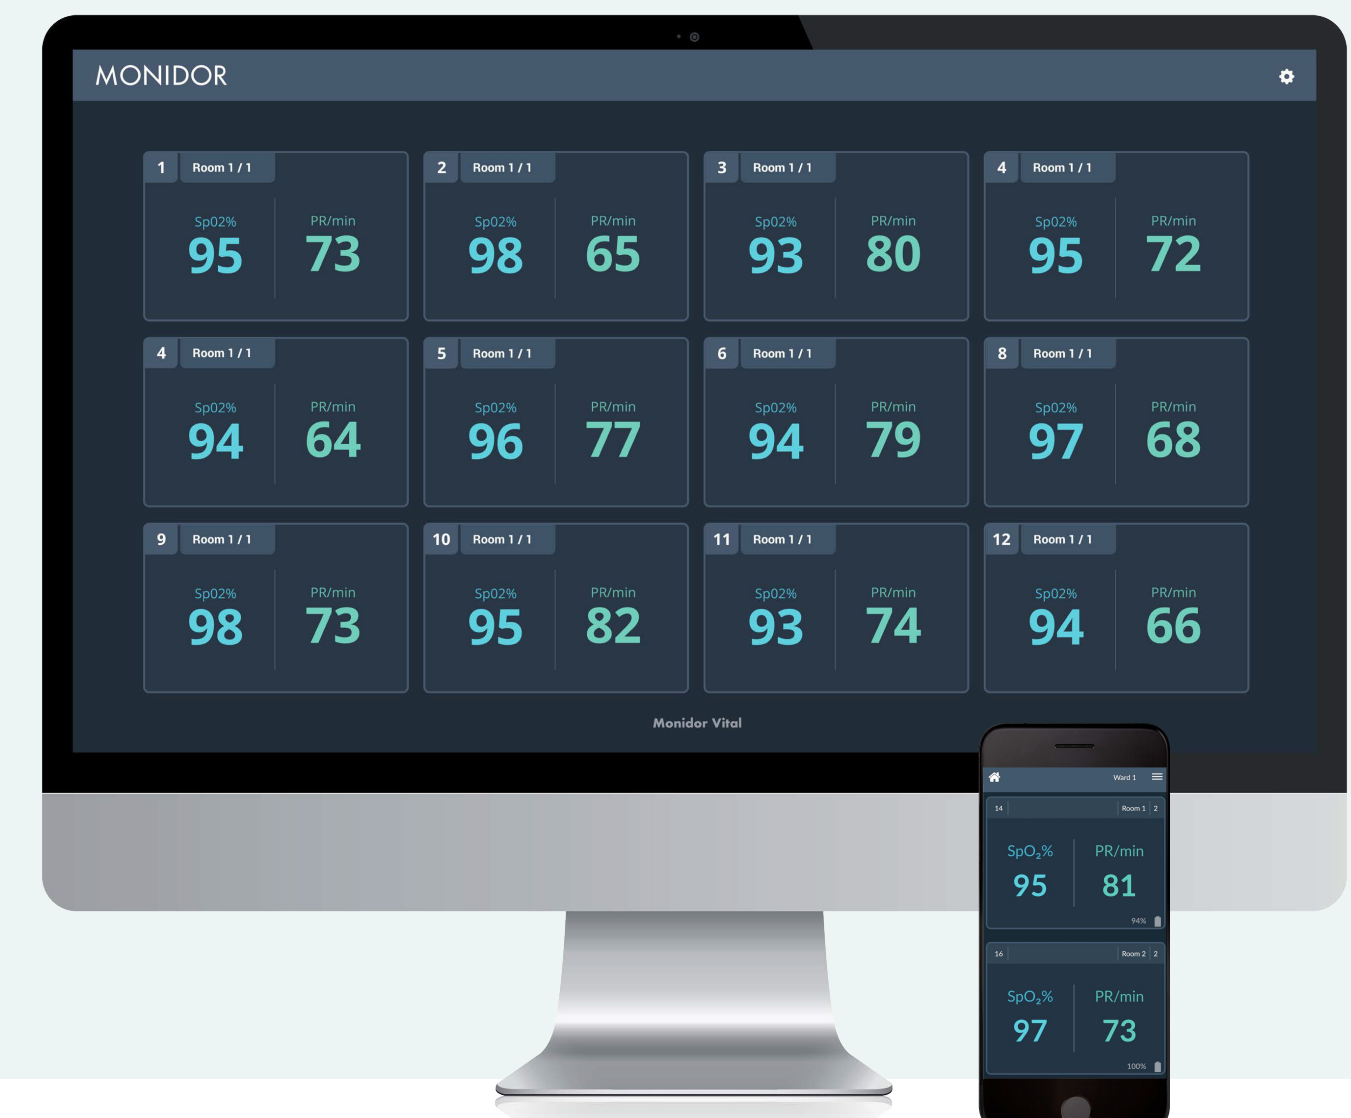 MONIDOR
1 Room 1 / 1 2 Room 1 / 1 3 Room 1 / 1 4 Room 1 / 1
Sp02% PR/min Sp02% PR/min Sp02% PR/min Sp02% PR/min
95 73 98 65 93 80 95 72
4 Room 1 / 1 5 Room 1 / 1 6 Room 1 / 1 8 Room 1 / 1
Sp02% PR/min Sp02% PR/min Sp02% PR/min Sp02% PR/min
94 64 96 77 94 79 97 68
9 Room 1 / 1 10 Room 1 / 1 11 Room 1 / 1 12 Room 1 / 1
Sp02% PR/min Sp02% PR/min Sp02% PR/min Sp02% PR/min
98 73 95 82 93 74 94 66
Monidor Vital
Ward 1
14 Room 1 2
SpO₂% PR/min
95 81
94%
16 Room 2 2
SpO₂% PR/min
97 73
100%